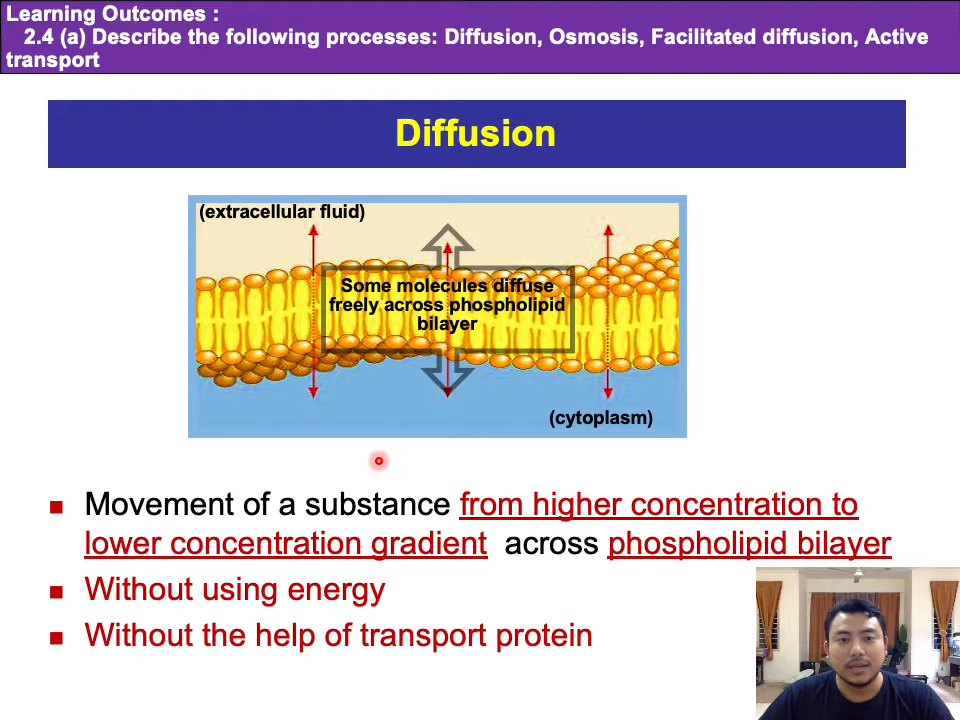 Learning Outcomes :
2.4 (a) Describe the following processes: Diffusion, Osmosis, Facilitated diffusion, Active
transport
Diffusion
(extracellular fluid)
Some molecules diffuse
freely across phospholipid
bilayer
(cytoplasm)
Movement of a substance from higher concentration to
lower concentration gradient across phospholipid bilayer
Without using energy
Without the help of transport protein